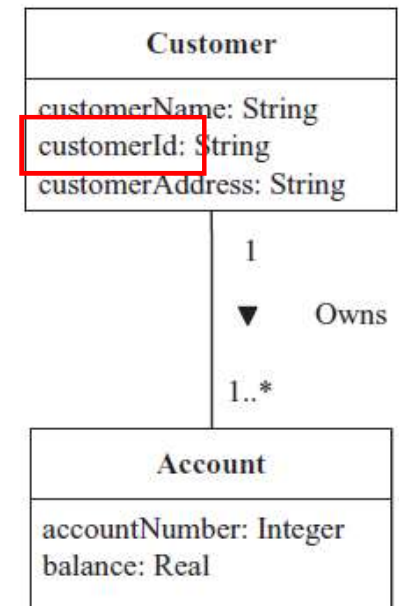 Customer
customerName: String
customerId: String
customerAddress: String
1
▼ Owns
1..*
Account
accountNumber: Integer
balance: Real